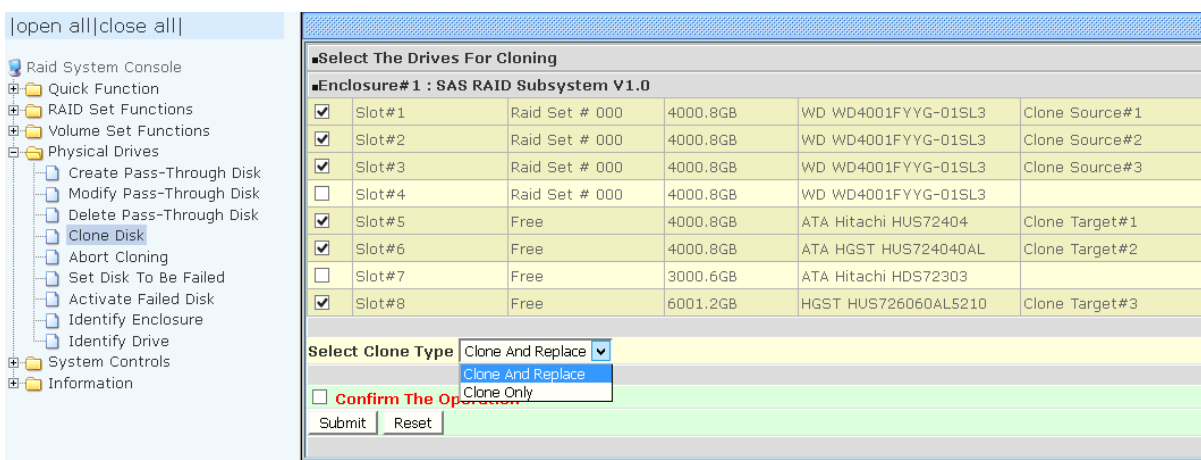 |open all|close all|
Raid System Console
Quick Function
RAID Set Functions
Volume Set Functions
Physical Drives
Create Pass-Through Disk
Modify Pass-Through Disk
Delete Pass-Through Disk
Clone Disk
Abort Cloning
Set Disk To Be Failed
Activate Failed Disk
Identify Enclosure
Identify Drive
System Controls
Information
Select The Drives For Cloning
Enclosure#1 : SAS RAID Subsystem V1.0
Slot#1 Raid Set # 000 4000.8GB WD WD4001FYYG-01SL3 Clone Source#1
Slot#2 Raid Set # 000 4000.8GB WD WD4001FYYG-01SL3 Clone Source#2
Slot#3 Raid Set # 000 4000.8GB WD WD4001FYYG-01SL3 Clone Source#3
Slot#4 Raid Set # 000 4000.8GB WD WD4001FYYG-01SL3
Slot#5 Free 4000.8GB ATA Hitachi HUS72404 Clone Target#1
Slot#6 Free 4000.8GB ATA HGST HUS724040AL Clone Target#2
Slot#7 Free 3000.6GB ATA Hitachi HDS72303
Slot#8 Free 6001.2GB HGST HUS726060AL5210 Clone Target#3
Select Clone Type Clone And Replace
Clone And Replace
Clone Only
Confirm The Operation
Submit Reset